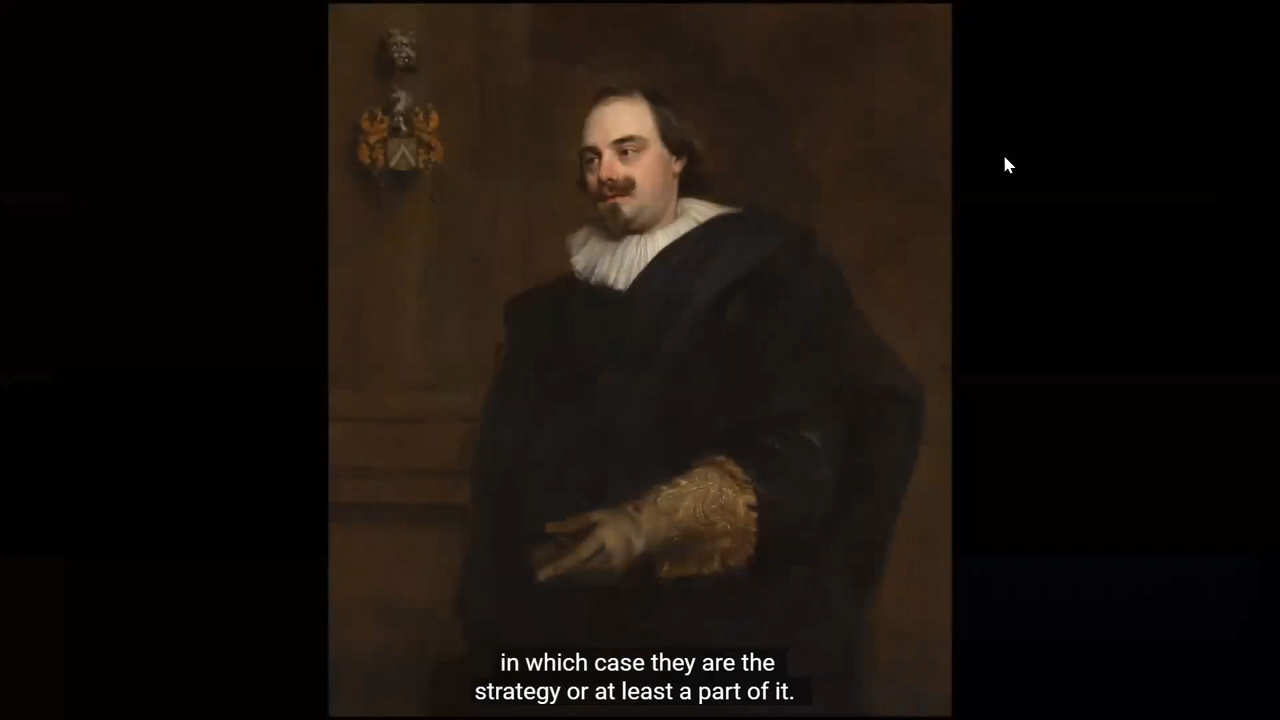 in which case they are the
strategy or at least a part of it.